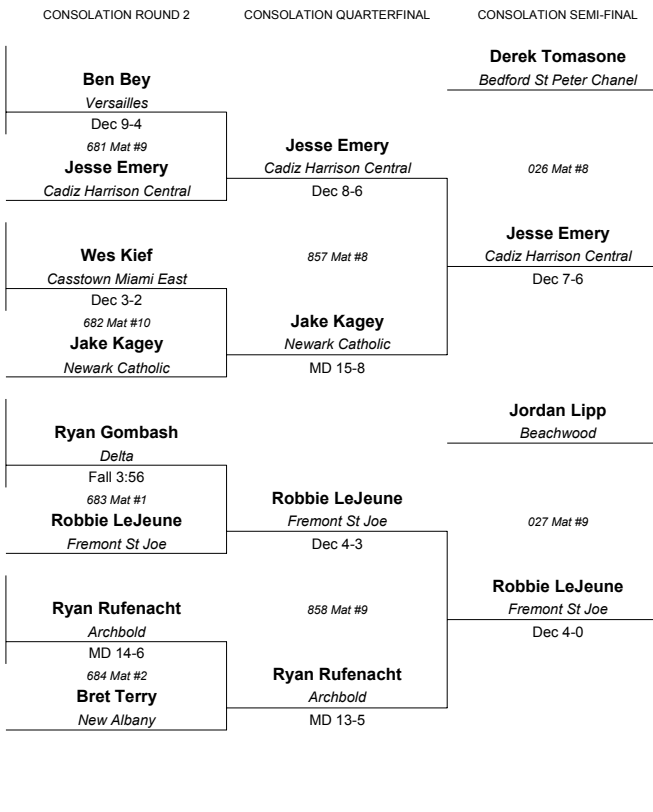 CONSOLATION ROUND 2
CONSOLATION QUARTERFINAL
CONSOLATION SEMI-FINAL
Ben Bey
Versailles
Dec 9-4
681 Mat #9
Jesse Emery
Cadiz Harrison Central
Wes Kief
Casstown Miami East
Dec 3-2
682 Mat #10
Jake Kagey
Newark Catholic
Ryan Gombash
Delta
Fall 3:56
683 Mat #1
Robbie LeJeune
Fremont St Joe
Ryan Rufenacht
Archbold
MD 14-6
684 Mat #2
Bret Terry
New Albany
Jesse Emery
Cadiz Harrison Central
Dec 8-6
857 Mat #8
Jake Kagey
Newark Catholic
MD 15-8
Robbie LeJeune
Fremont St Joe
Dec 4-3
858 Mat #9
Ryan Rufenacht
Archbold
MD 13-5
Derek Tomasone
Bedford St Peter Chanel
026 Mat #8
Jesse Emery
Cadiz Harrison Central
Dec 7-6
Jordan Lipp
Beachwood
027 Mat #9
Robbie LeJeune
Fremont St Joe
Dec 4-0